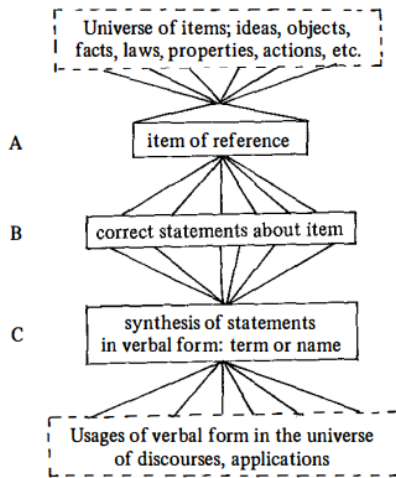 Universe of items; ideas, objects,
facts, laws, properties, actions, etc.
A
item of reference
B
correct statements about item
C
synthesis of statements
in verbal form: term or name
Usages of verbal form in the universe
of discourses, applications